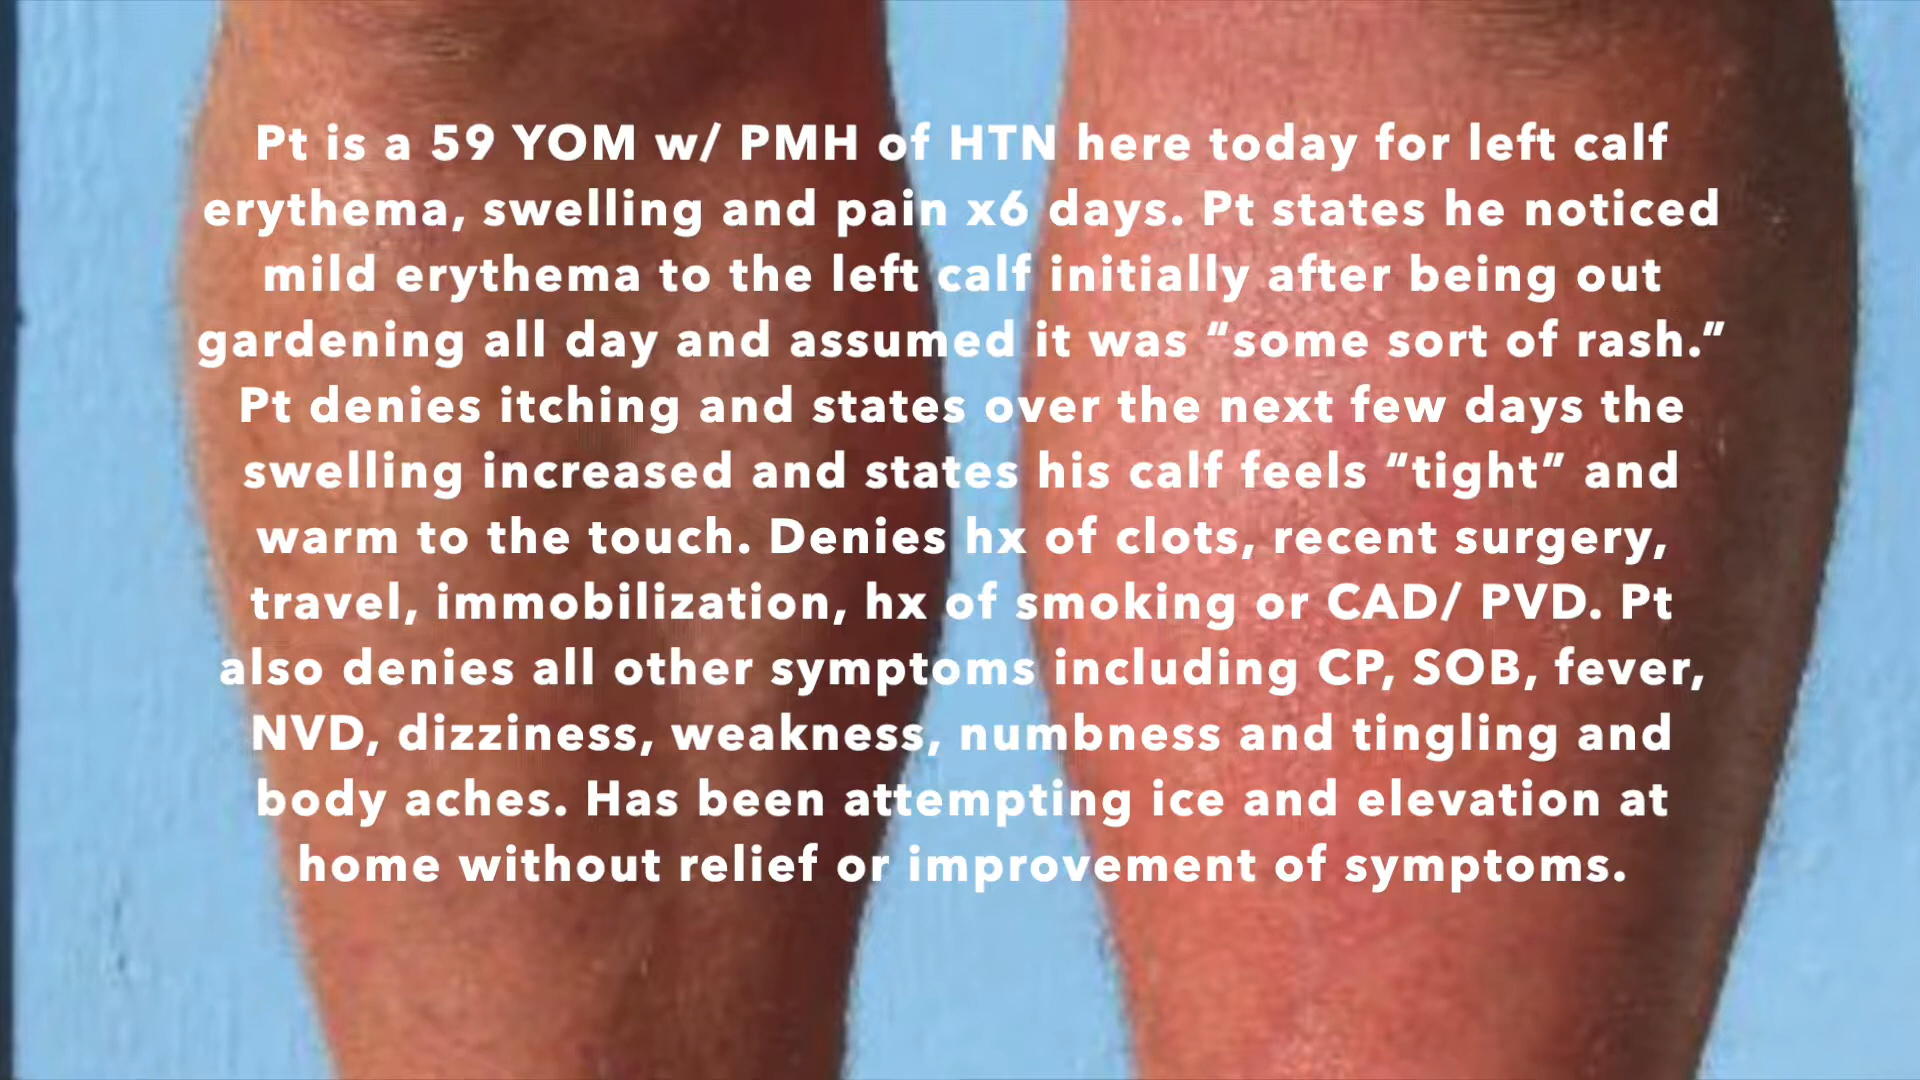 Pt is a 59 YOM w/ PMH of HTN here today for left calf
erythema, swelling and pain x6 days. Pt states he noticed
mild erythema to the left calf initially after being out
gardening all day and assumed it was “some sort of rash.”
Pt denies itching and states over the next few days the
swelling increased and states his calf feels “tight” and
warm to the touch. Denies hx of clots, recent surgery,
travel, immobilization, hx of smoking or CAD/ PVD. Pt
also denies all other symptoms including CP, SOB, fever,
NVD, dizziness, weakness, numbness and tingling and
body aches. Has been attempting ice and elevation at
home without relief or improvement of symptoms.